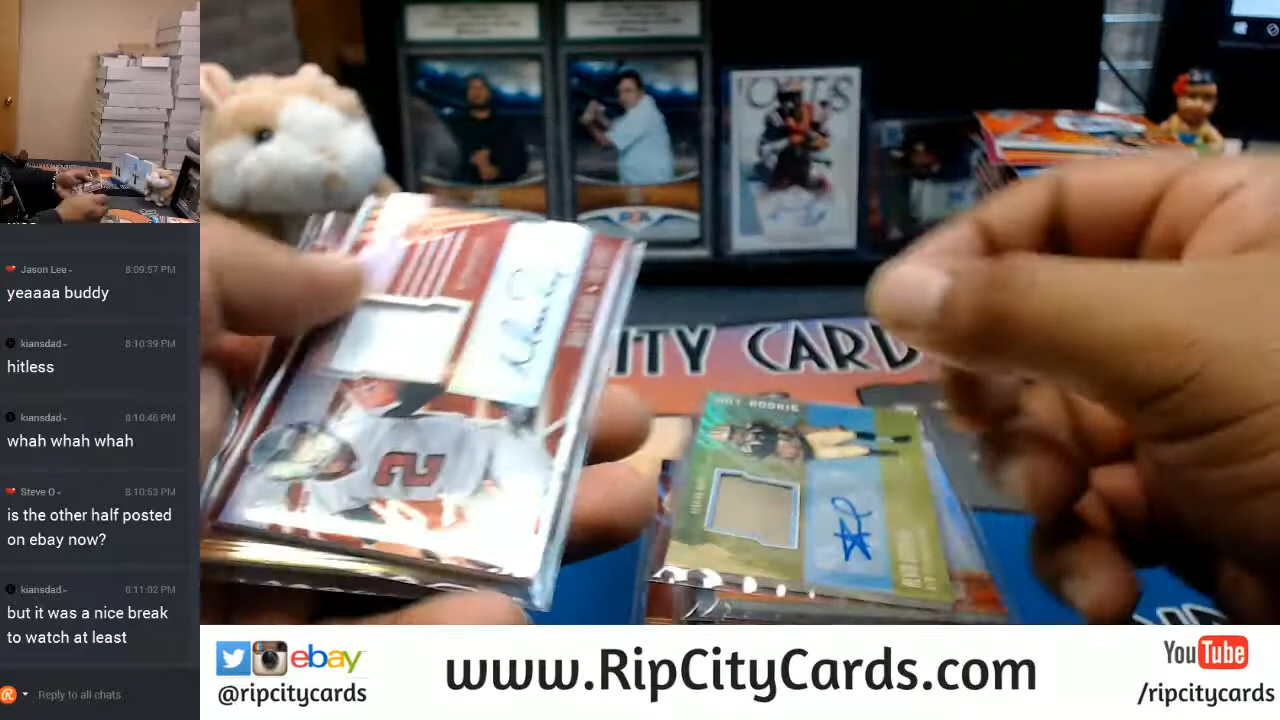 Jason Lee 8:09:57 PM
yeaaaa buddy
kiansdad 8:10:39 PM
hitless
kiansdad 8:10:46 PM
whah whah whah
Steve O 8:10:53 PM
is the other half posted
on ebay now?
kiansdad 8:11:02 PM
but it was a nice break
to watch at least
Reply to all chats
ITY CARD
2
ebay
@ripcitycards
www.RipCityCards.com
YouTube
/ripcitycards